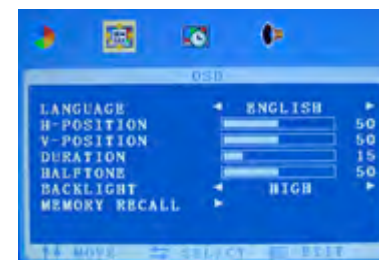 OSD
LANGUAGE ENGLISH
H-POSITION 50
V-POSITION 50
DURATION 15
HALFTONE 50
BACKLIGHT HIGH
MEMORY RECALL
MOVE SELECT EXIT